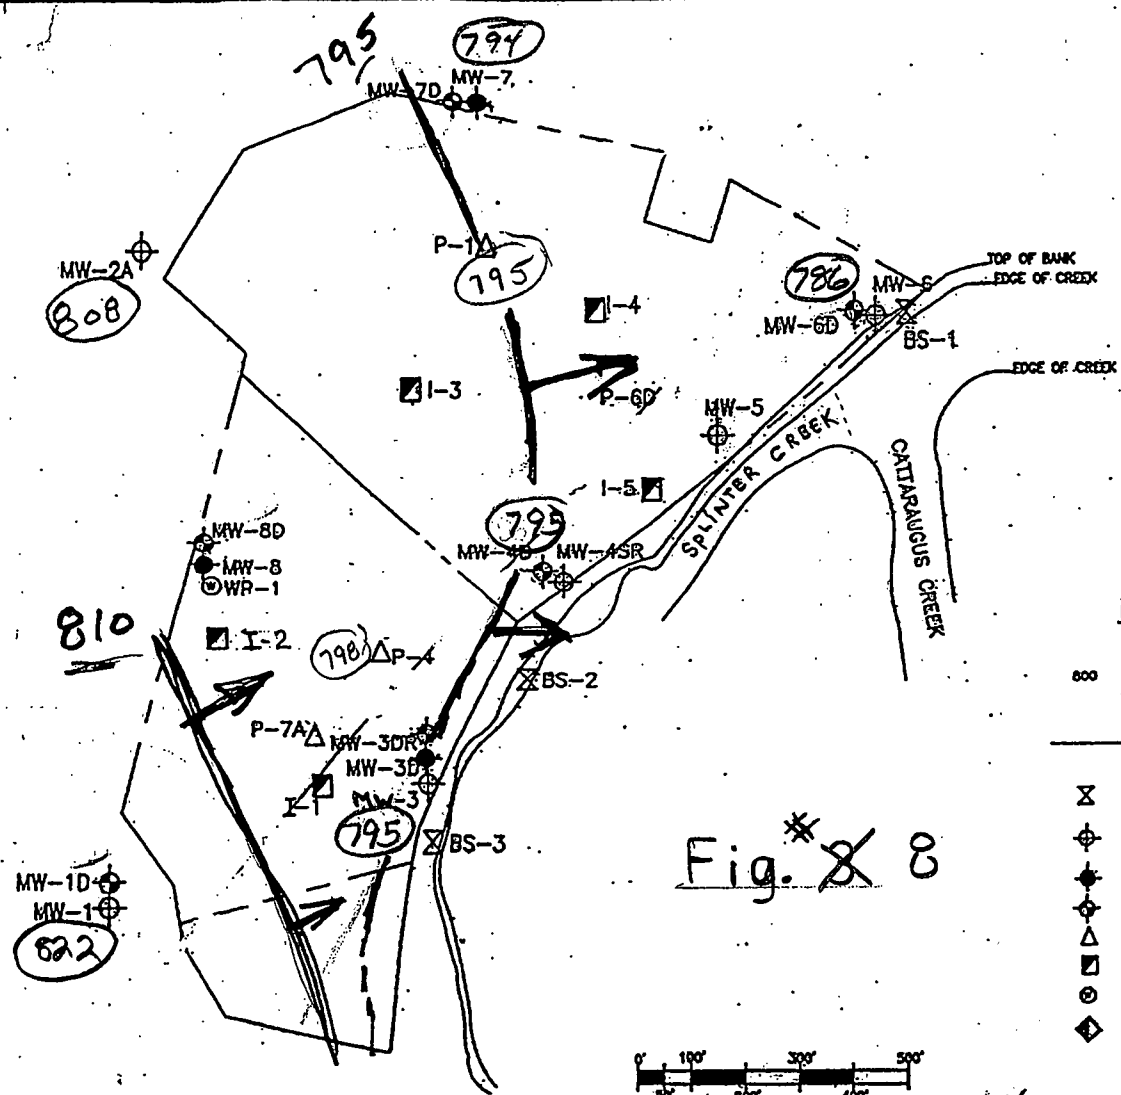 795
794
MW-7D
MW-7
MW-2A
808
P-1
795
I-4
786
MW-6
MW-6D
BS-1
TOP OF BANK
EDGE OF CREEK
EDGE OF CREEK
I-3
P-6D
MW-5
SPLINTER CREEK
CATTARAUGUS CREEK
I-5
795
MW-4D
MW-4SR
MW-8D
MW-8
WP-1
810
I-2
798
P-4
BS-2
800
P-7A
MW-3DR
MW-3D
I-1
MW-3
795
BS-3
Fig. # 8
MW-1D
MW-1
822
0' 100' 300' 500'